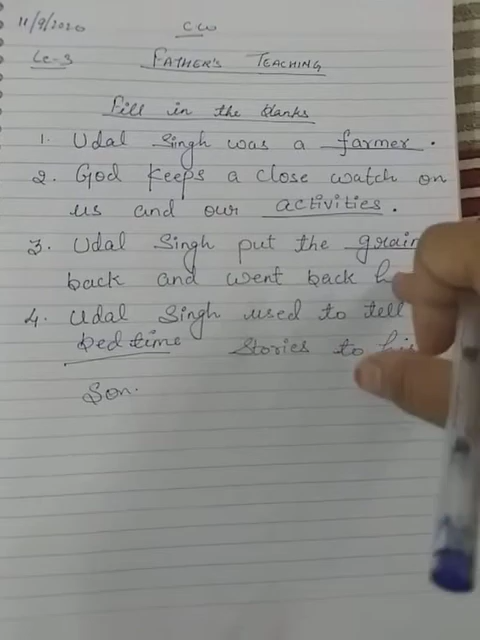 11/9/2020 CW
Le-3 FATHER'S TEACHING
Fill in the blanks
1. Udal Singh was a farmer.
2. God keeps a close watch on
us and our activities.
3. Udal Singh put the grain
back and went back
4. Udal Singh used to tell
bedtime stories to his
Son.